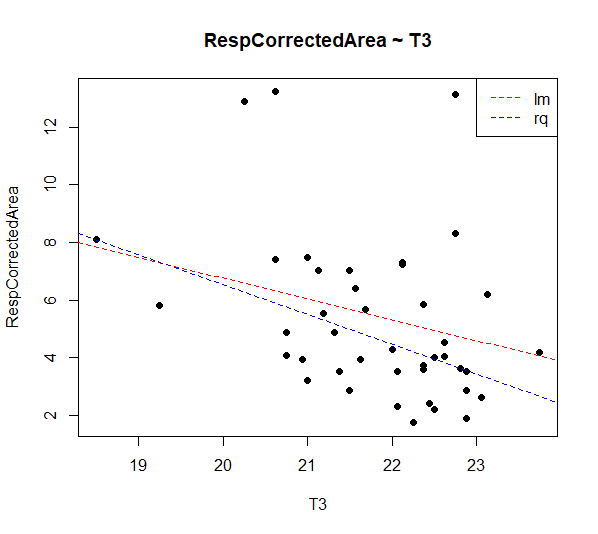 RespCorrectedArea ~ T3
lm
rq
RespCorrectedArea
12
10
8
6
4
2
19 20 21 22 23
T3